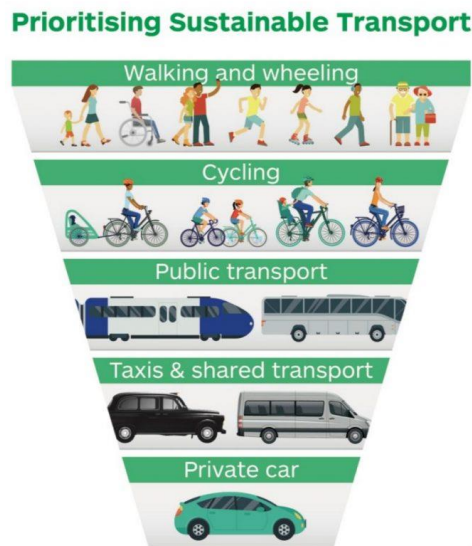 Prioritising Sustainable Transport
Walking and wheeling
Cycling
Public transport
Taxis & shared transport
Private car